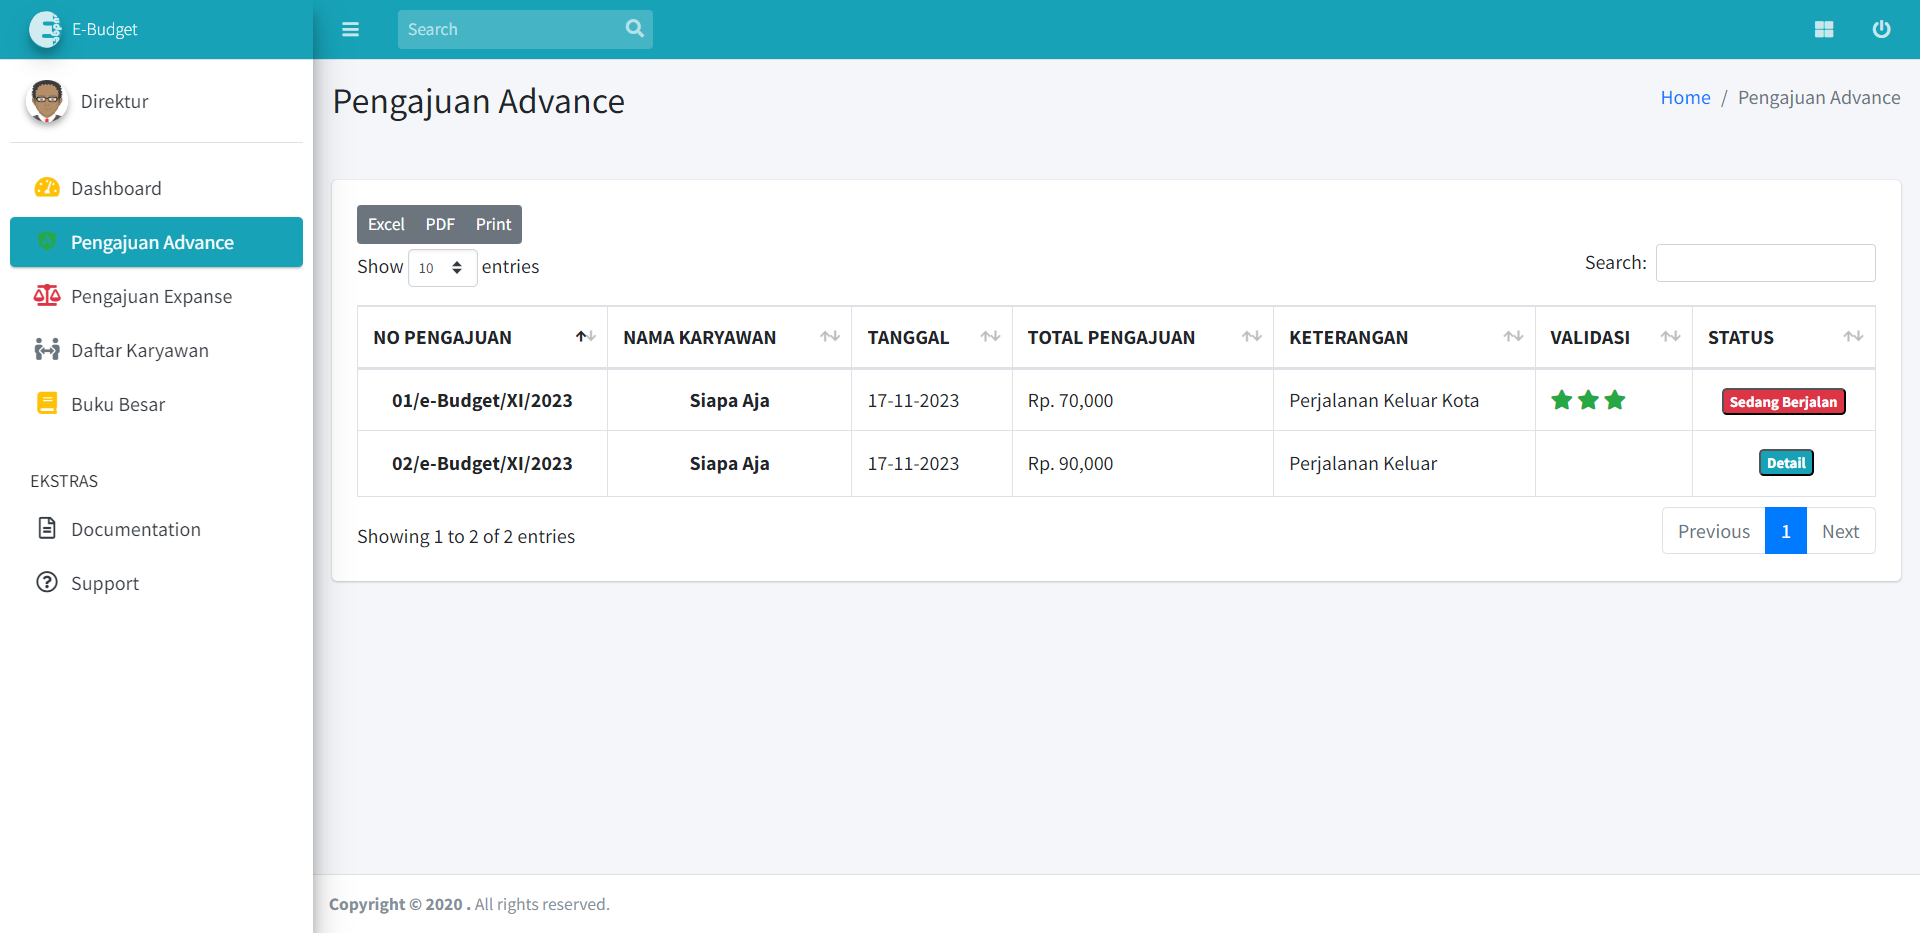 E-Budget
Search
Direktur
Dashboard
Pengajuan Advance
Pengajuan Expanse
Daftar Karyawan
Buku Besar
EKSTRAS
Documentation
Support
Pengajuan Advance
Home / Pengajuan Advance
Excel PDF Print
Show 10 entries
Search:
NO PENGAJUAN NAMA KARYAWAN TANGGAL TOTAL PENGAJUAN KETERANGAN VALIDASI STATUS
01/e-Budget/XI/2023 Siapa Aja 17-11-2023 Rp. 70,000 Perjalanan Keluar Kota Sedang Berjalan
02/e-Budget/XI/2023 Siapa Aja 17-11-2023 Rp. 90,000 Perjalanan Keluar Detail
Showing 1 to 2 of 2 entries
Previous 1 Next
Copyright © 2020 . All rights reserved.